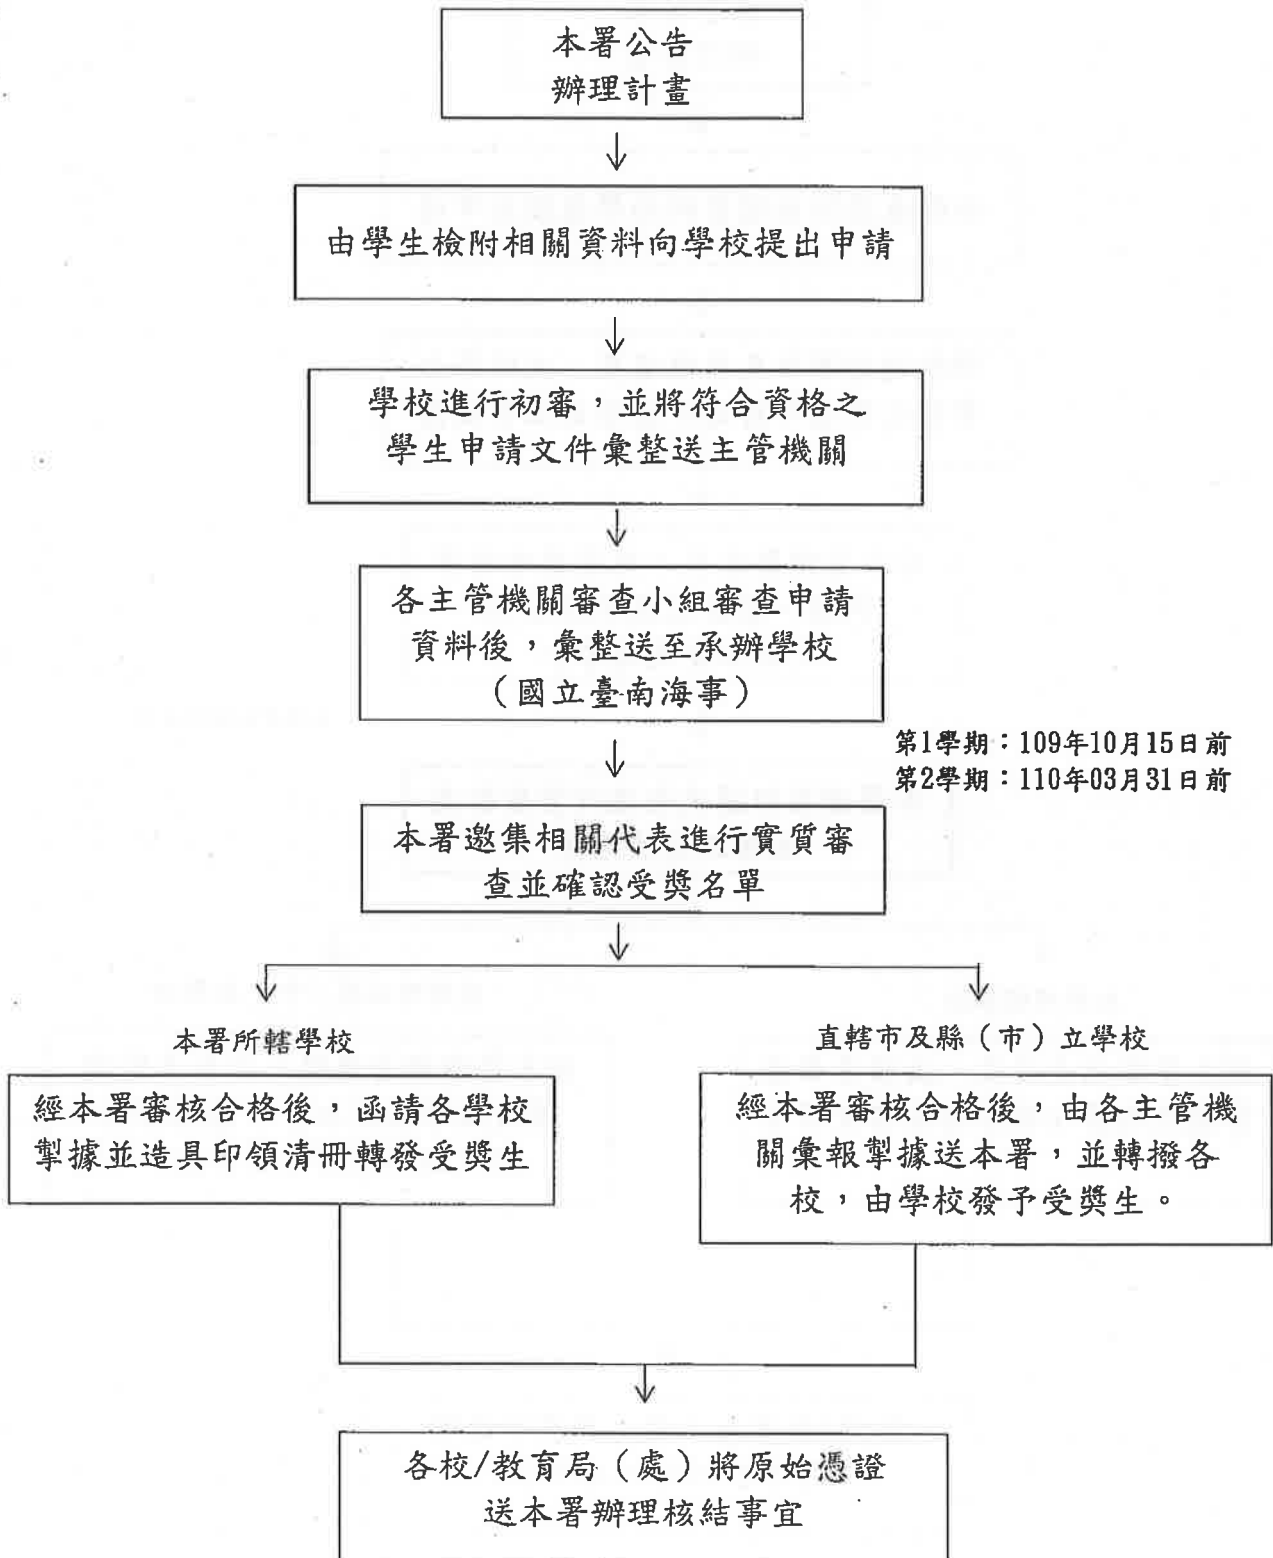 本署公告
辦理計畫
由學生檢附相關資料向學校提出申請
學校進行初審，並將符合資格之
學生申請文件彙整送主管機關
各主管機關審查小組審查申請
資料後，彙整送至承辦學校
（國立臺南海事）
第1學期：109年10月15日前
第2學期：110年03月31日前
本署邀集相關代表進行實質審
查並確認受獎名單
本署所轄學校
經本署審核合格後，函請各學校
掣據並造具印領清冊轉發受獎生
直轄市及縣（市）立學校
經本署審核合格後，由各主管機
關彙報掣據送本署，並轉撥各
校，由學校發予受獎生。
各校/教育局（處）將原始憑證
送本署辦理核結事宜